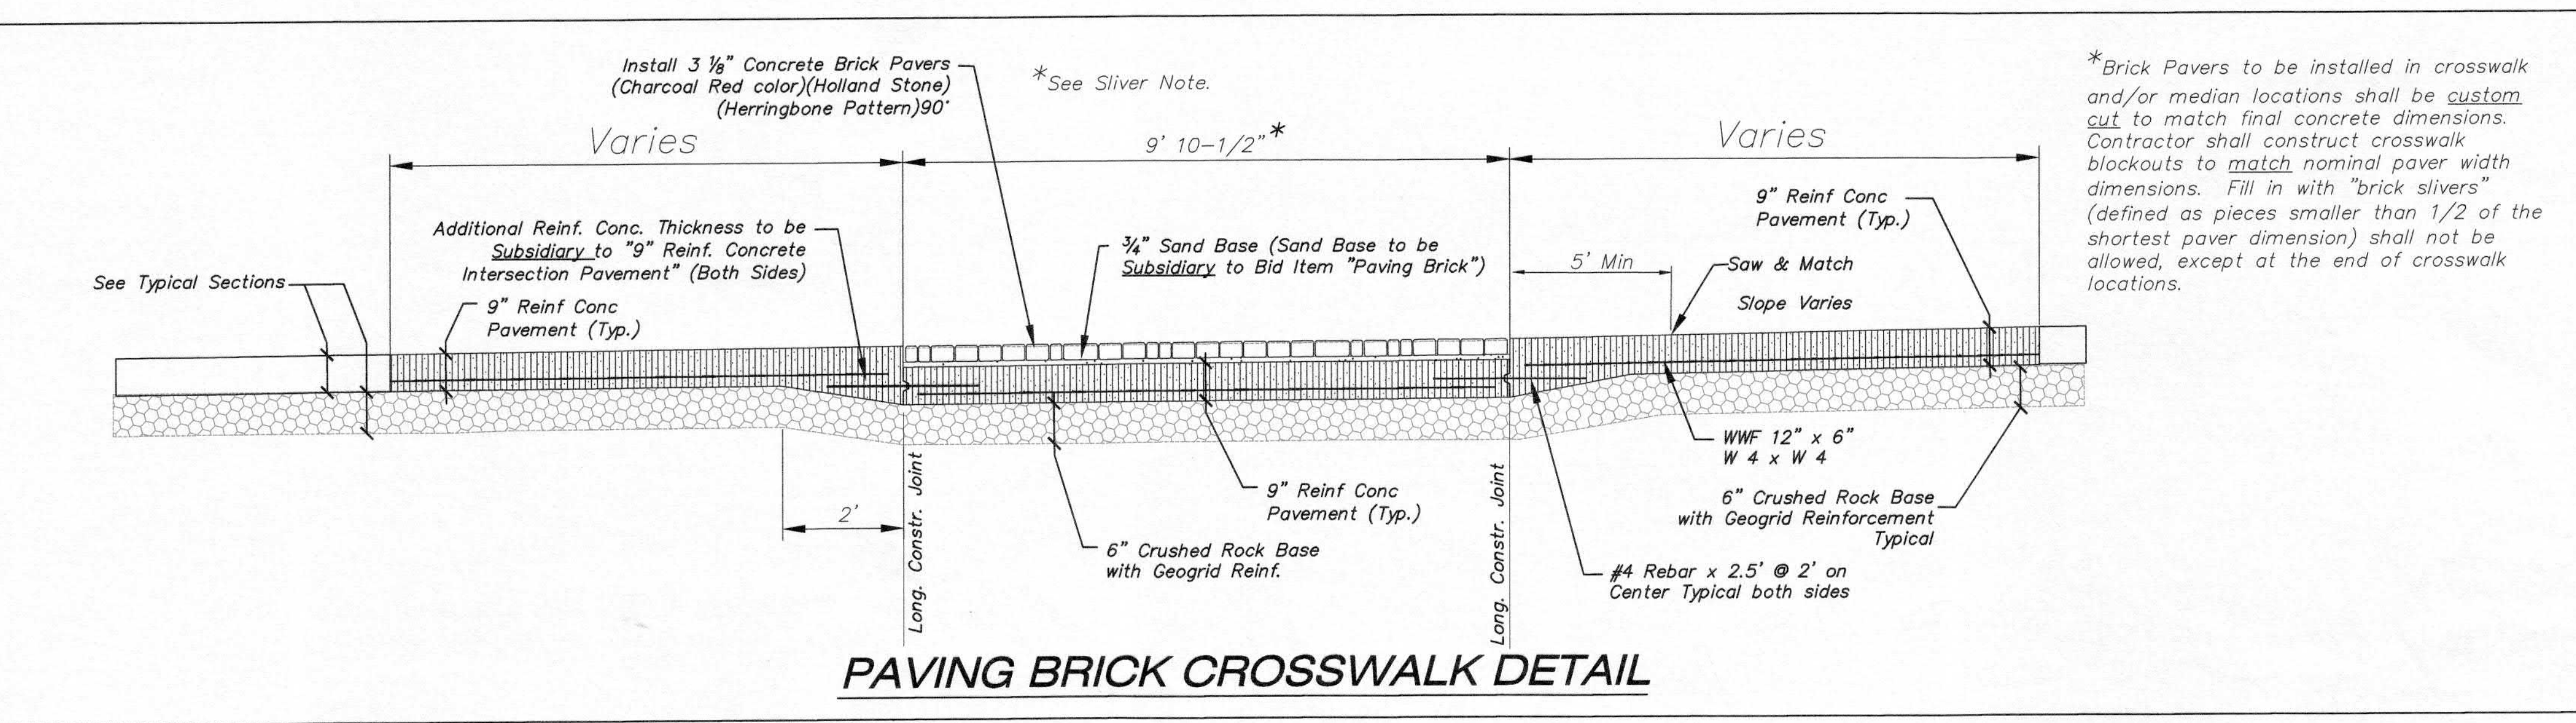 Install 3 ⅛" Concrete Brick Pavers
(Charcoal Red color)(Holland Stone)
(Herringbone Pattern)90°
*See Sliver Note.
Varies
9' 10-1/2"*
Varies
*Brick Pavers to be installed in crosswalk
and/or median locations shall be custom
cut to match final concrete dimensions.
Contractor shall construct crosswalk
blockouts to match nominal paver width
dimensions. Fill in with "brick slivers"
(defined as pieces smaller than 1/2 of the
shortest paver dimension) shall not be
allowed, except at the end of crosswalk
locations.
Additional Reinf. Conc. Thickness to be
Subsidiary to "9" Reinf. Concrete
Intersection Pavement" (Both Sides)
See Typical Sections
9" Reinf Conc
Pavement (Typ.)
¾" Sand Base (Sand Base to be
Subsidiary to Bid Item "Paving Brick")
5' Min
9" Reinf Conc
Pavement (Typ.)
Saw & Match
Slope Varies
2'
Long. Constr. Joint
6" Crushed Rock Base
with Geogrid Reinf.
9" Reinf Conc
Pavement (Typ.)
Long. Constr. Joint
WWF 12" x 6"
W 4 x W 4
6" Crushed Rock Base
with Geogrid Reinforcement
Typical
#4 Rebar x 2.5' @ 2' on
Center Typical both sides
PAVING BRICK CROSSWALK DETAIL